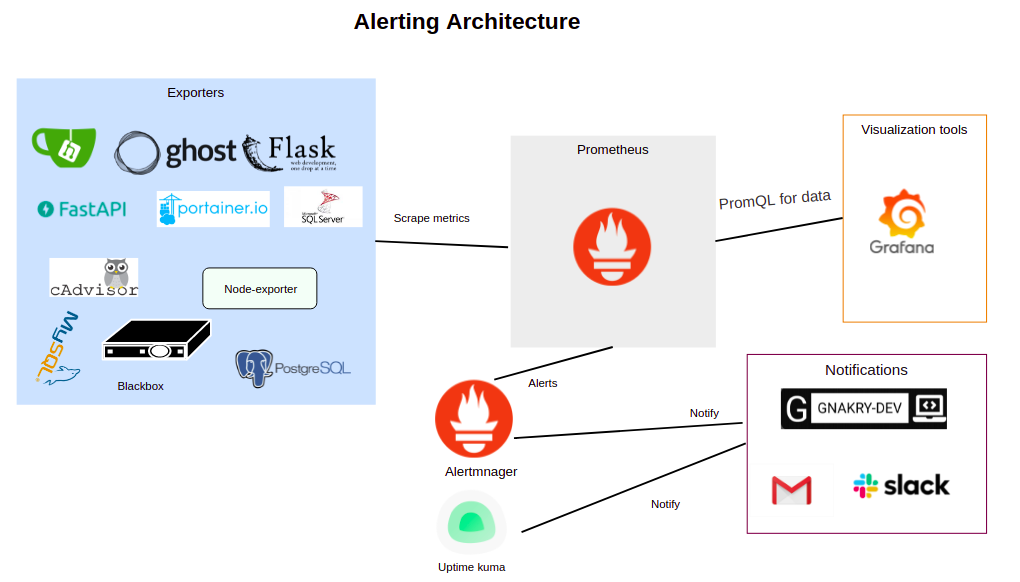 Alerting Architecture
Exporters
ghost
Flask
web development,
one drop at a time
FastAPI
portainer.io
Microsoft
SQL Server
cAdvisor
Node-exporter
MySQL
Blackbox
PostgreSQL
Scrape metrics
Prometheus
PromQL for data
Visualization tools
Grafana
Alerts
Alertmnager
Notify
Notify
Uptime kuma
Notifications
G GNAKRY-DEV
slack